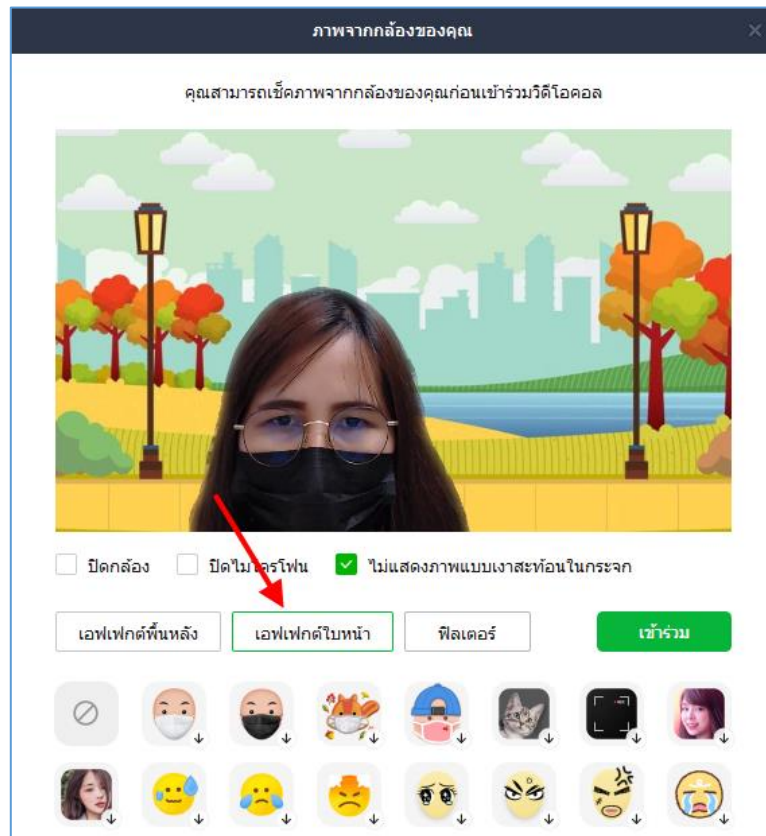 ภาพจากกล้องของคุณ
คุณสามารถเช็คภาพจากกล้องของคุณก่อนเข้าร่วมวิดีโอคอล
ปิดกล้อง ปิดไมโครโฟน ไม่แสดงภาพแบบเงาสะท้อนในกระจก
เอฟเฟกต์พื้นหลัง เอฟเฟกต์ใบหน้า ฟิลเตอร์ เข้าร่วม